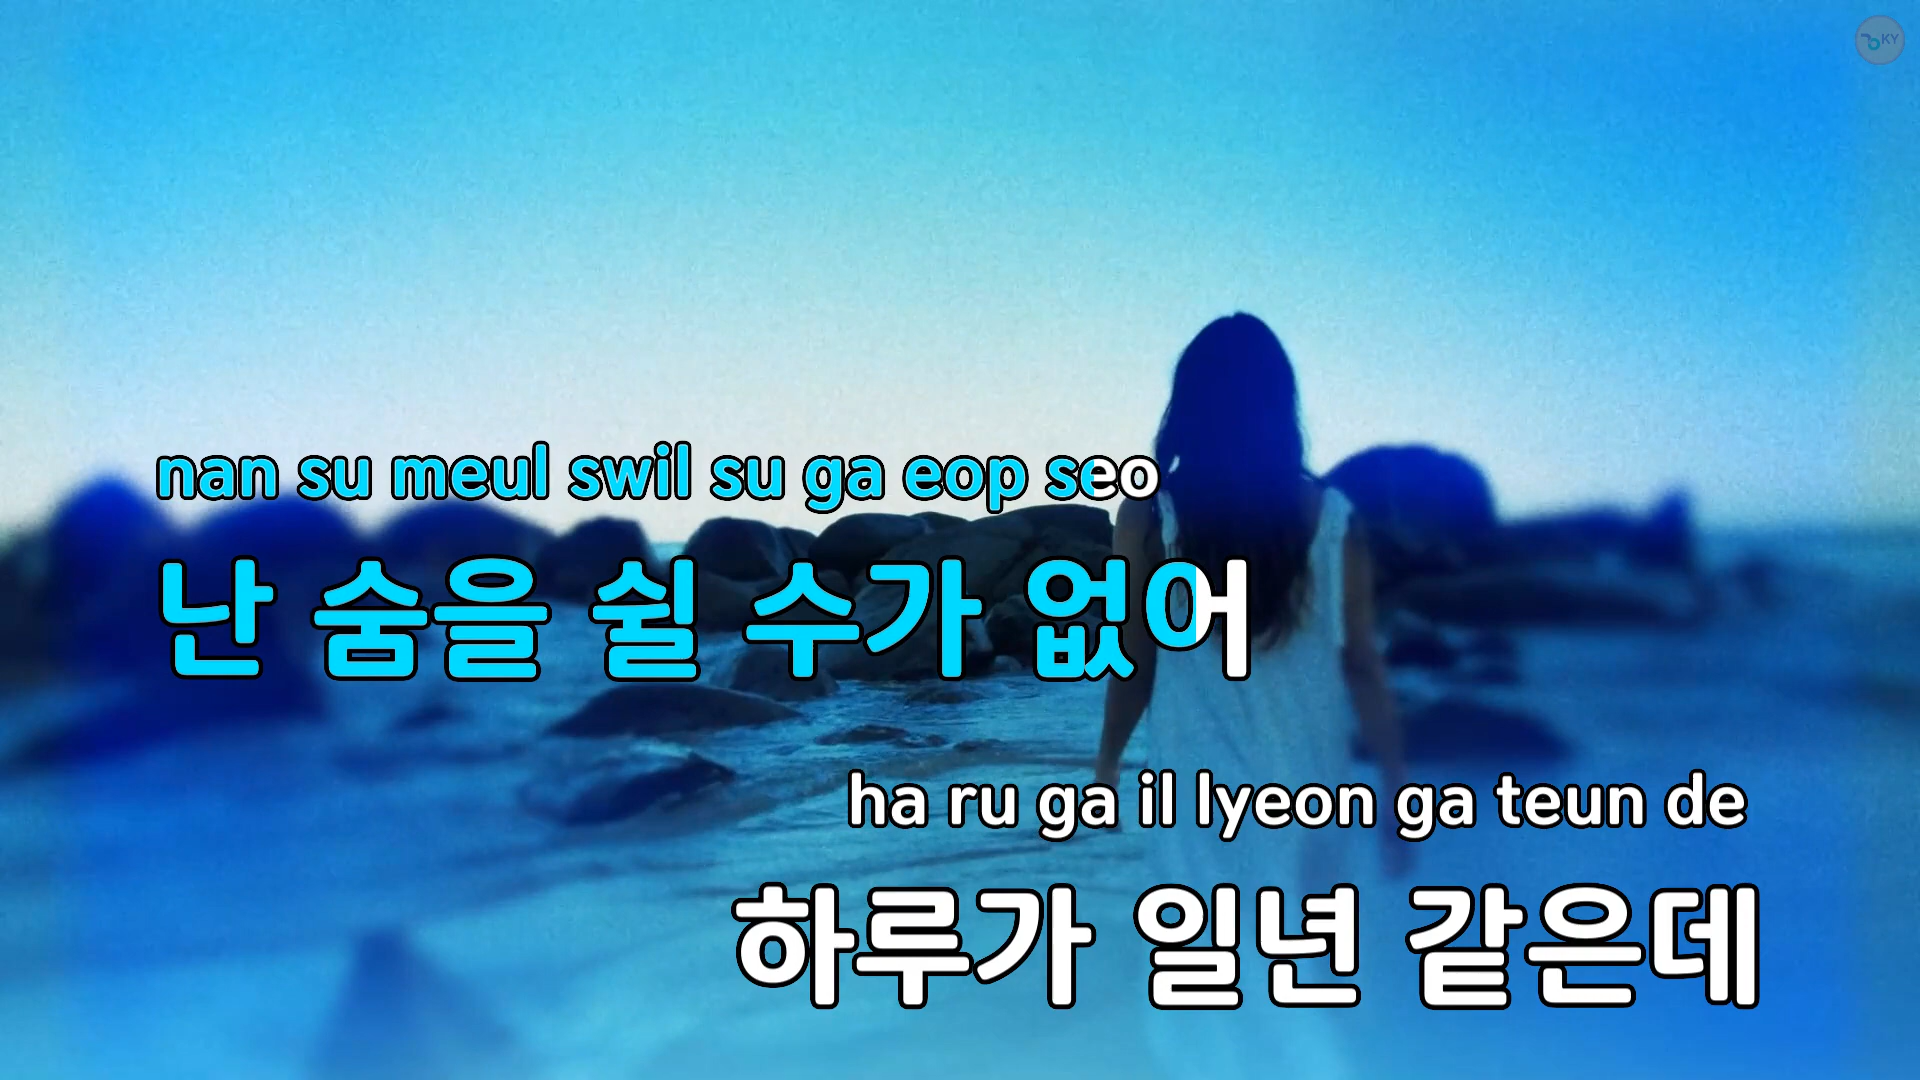 KY
nan su meul swil su ga eop seo
난 숨을 쉴 수가 없어
ha ru ga il lyeon ga teun de
하루가 일년 같은데